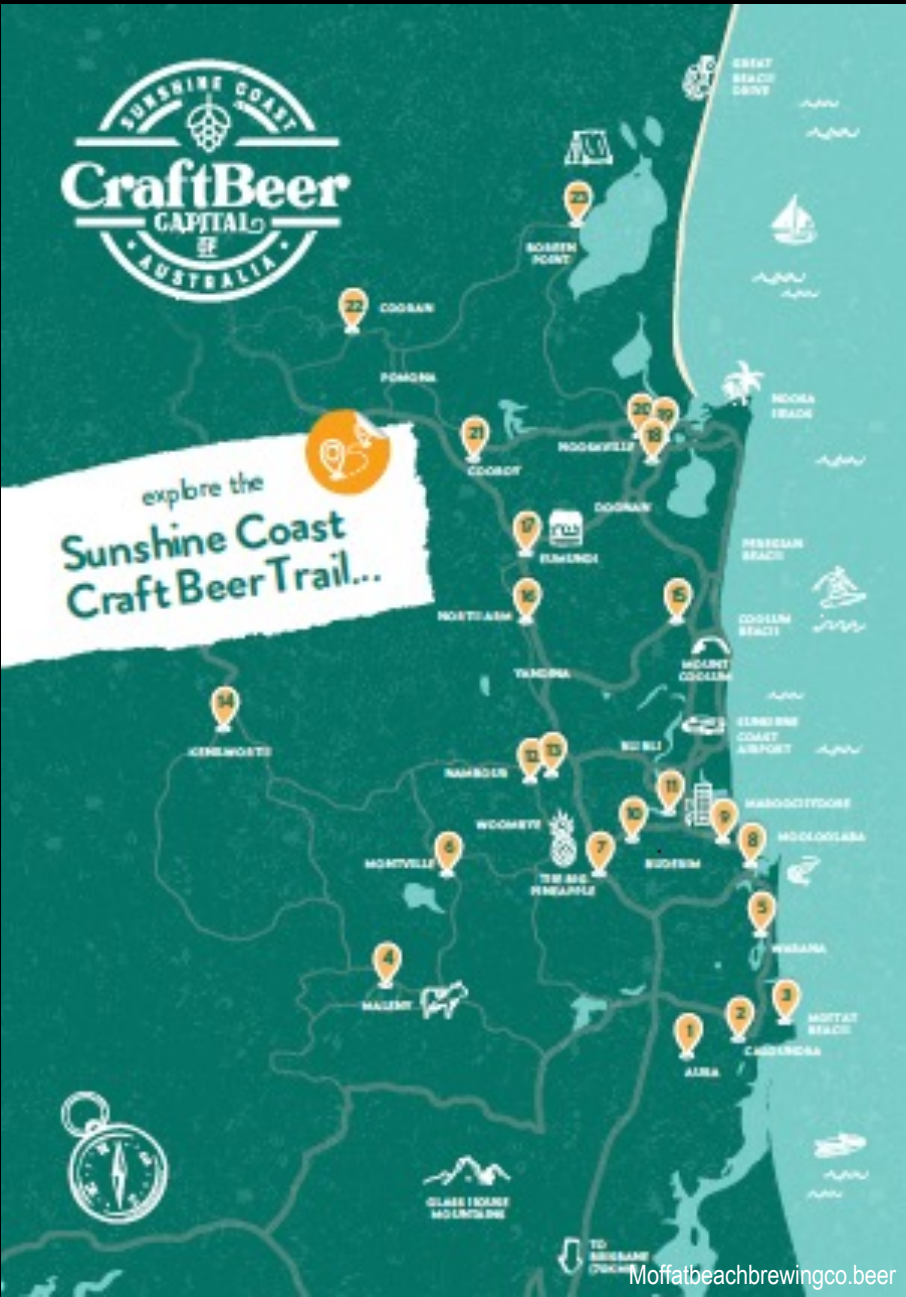 SUNSHINE COAST
CraftBeer
CAPITAL
OF
AUSTRALIA
GREAT
BEACH
DRIVE
23
BOREEN
POINT
22
COORAN
POMONA
NOOSA
HEADS
20
19
18
21
NOOSAVILLE
COOROY
explore the
Sunshine Coast
Craft Beer Trail...
DOONAN
17
EUMUNDI
PEREGIAN
BEACH
16
15
NORTH ARM
COOLUM
BEACH
YANDINA
MOUNT
COOLUM
14
KENILWORTH
SUNSHINE
COAST
AIRPORT
BLI BLI
12
13
NAMBOUR
11
MAROOCHYDORE
10
9
WOOMBYE
8
MOOLOOLABA
7
6
MONTVILLE
BUDERIM
THE BIG
PINEAPPLE
5
WARANA
4
MALENY
3
MOFFAT
BEACH
2
CALOUNDRA
1
AURA
GLASS HOUSE
MOUNTAINS
TO
BRISBANE
Moffatbeachbrewingco.beer